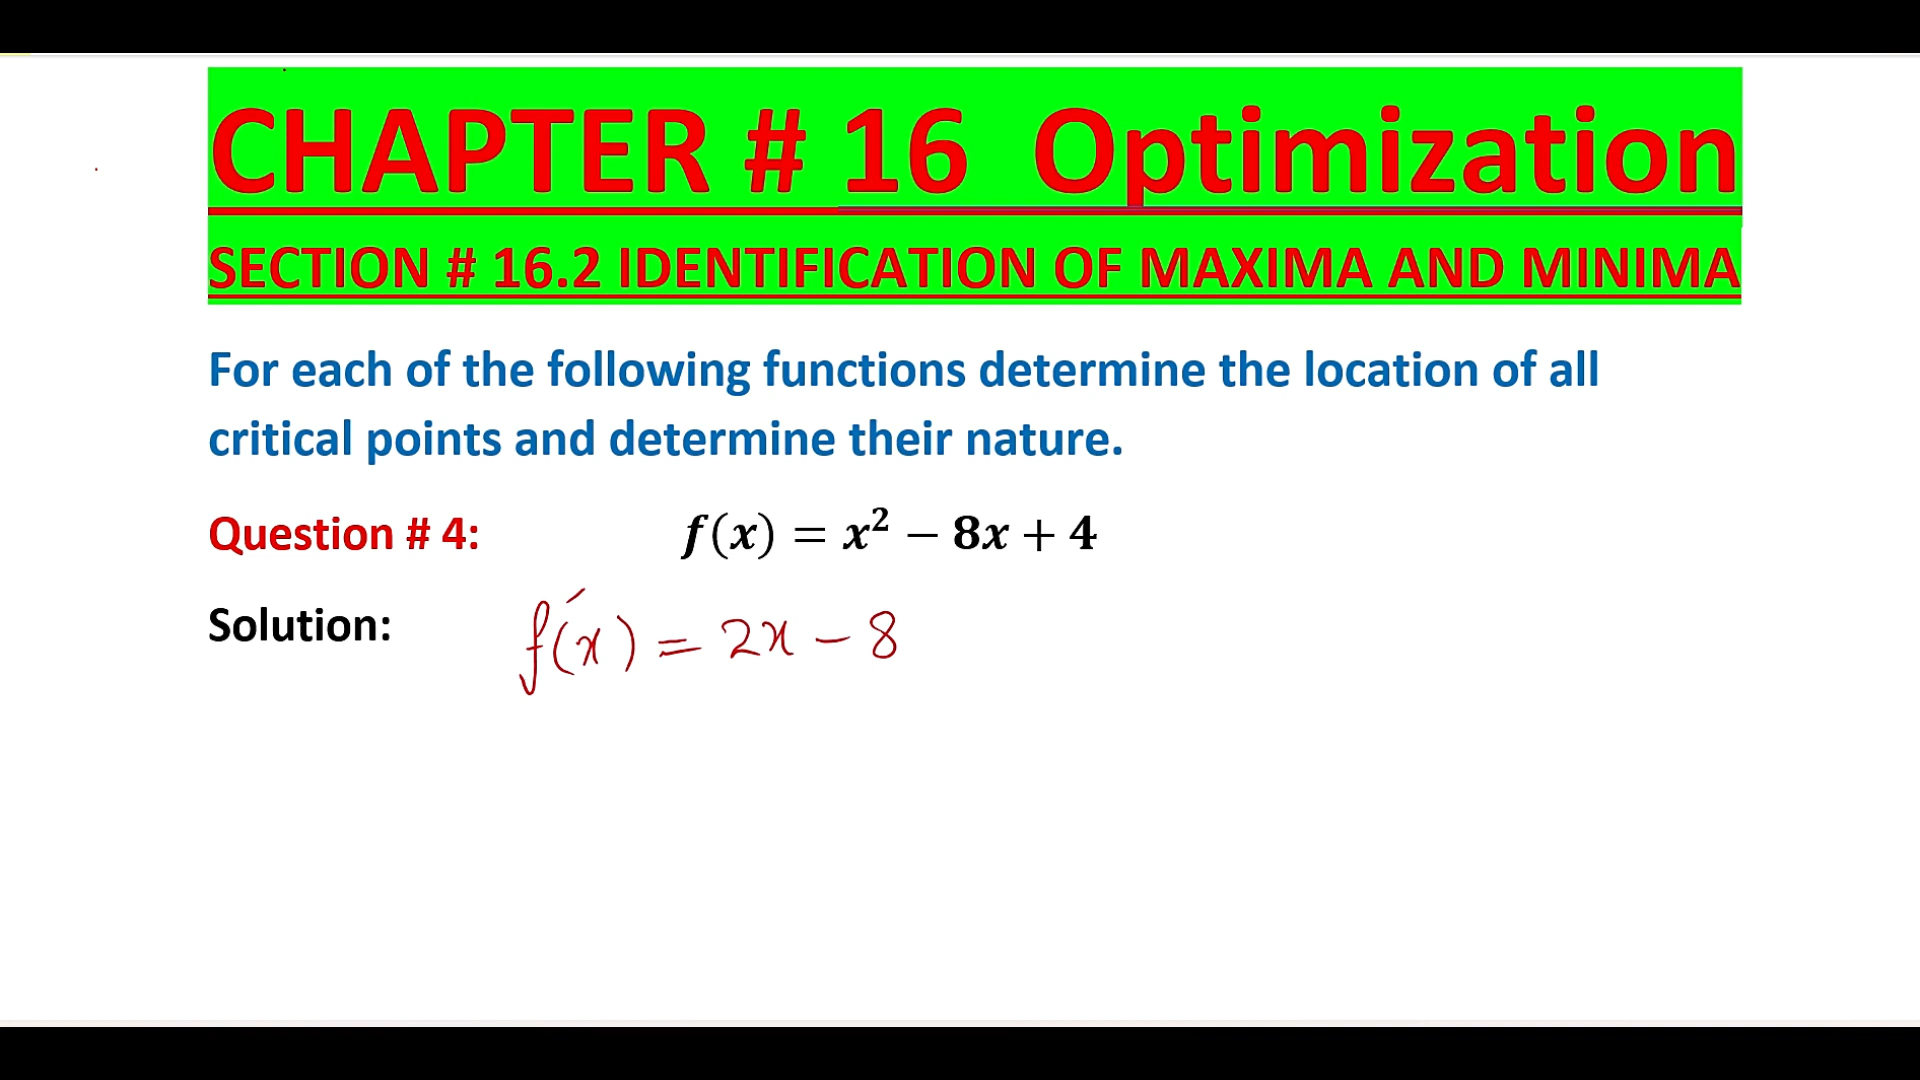 CHAPTER # 16 Optimization
SECTION # 16.2 IDENTIFICATION OF MAXIMA AND MINIMA
For each of the following functions determine the location of all
critical points and determine their nature.
Question # 4: f(x) = x² − 8x + 4
Solution: f′(x) = 2x − 8